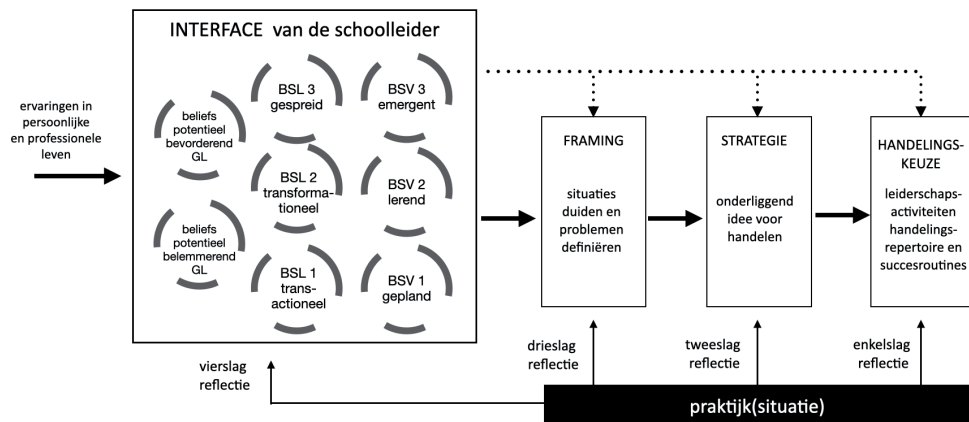 INTERFACE van de schoolleider
ervaringen in
persoonlijke
en professionele
leven
beliefs
potentieel
bevorderend
GL
beliefs
potentieel
belemmerend
GL
BSL 3
gespreid
BSL 2
transforma-
tioneel
BSL 1
trans-
actioneel
BSV 3
emergent
BSV 2
lerend
BSV 1
gepland
FRAMING
situaties
duiden en
problemen
definiëren
STRATEGIE
onderliggend
idee voor
handelen
HANDELINGS-
KEUZE
leiderschaps-
activiteiten
handelings-
repertoire en
succesroutines
vierslag
reflectie
drieslag
reflectie
tweeslag
reflectie
enkelslag
reflectie
praktijk(situatie)